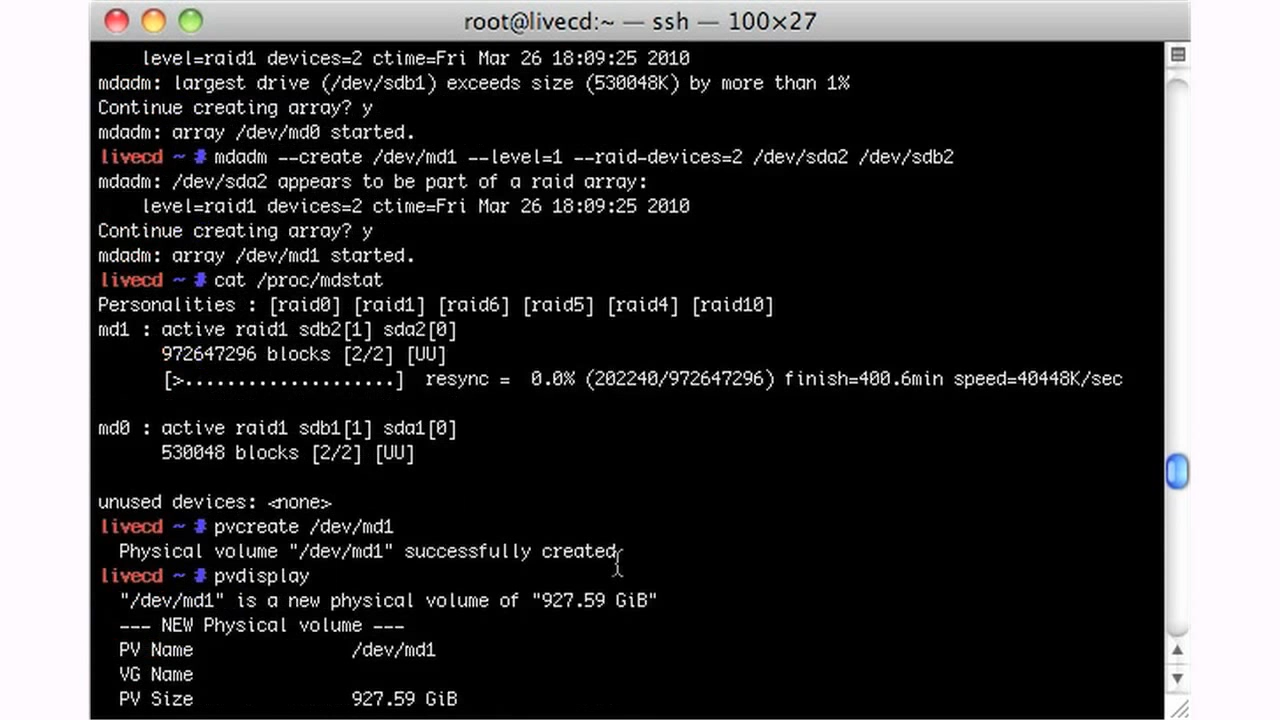 root@livecd:~ — ssh — 100×27
level=raid1 devices=2 ctime=Fri Mar 26 18:09:25 2010
mdadm: largest drive (/dev/sdb1) exceeds size (530048K) by more than 1%
Continue creating array? y
mdadm: array /dev/md0 started.
livecd ~ # mdadm --create /dev/md1 --level=1 --raid-devices=2 /dev/sda2 /dev/sdb2
mdadm: /dev/sda2 appears to be part of a raid array:
level=raid1 devices=2 ctime=Fri Mar 26 18:09:25 2010
Continue creating array? y
mdadm: array /dev/md1 started.
livecd ~ # cat /proc/mdstat
Personalities : [raid0] [raid1] [raid6] [raid5] [raid4] [raid10]
md1 : active raid1 sdb2[1] sda2[0]
972647296 blocks [2/2] [UU]
[>....................] resync = 0.0% (202240/972647296) finish=400.6min speed=40448K/sec
md0 : active raid1 sdb1[1] sda1[0]
530048 blocks [2/2] [UU]
unused devices: <none>
livecd ~ # pvcreate /dev/md1
Physical volume "/dev/md1" successfully created
livecd ~ # pvdisplay
"/dev/md1" is a new physical volume of "927.59 GiB"
--- NEW Physical volume ---
PV Name /dev/md1
VG Name
PV Size 927.59 GiB